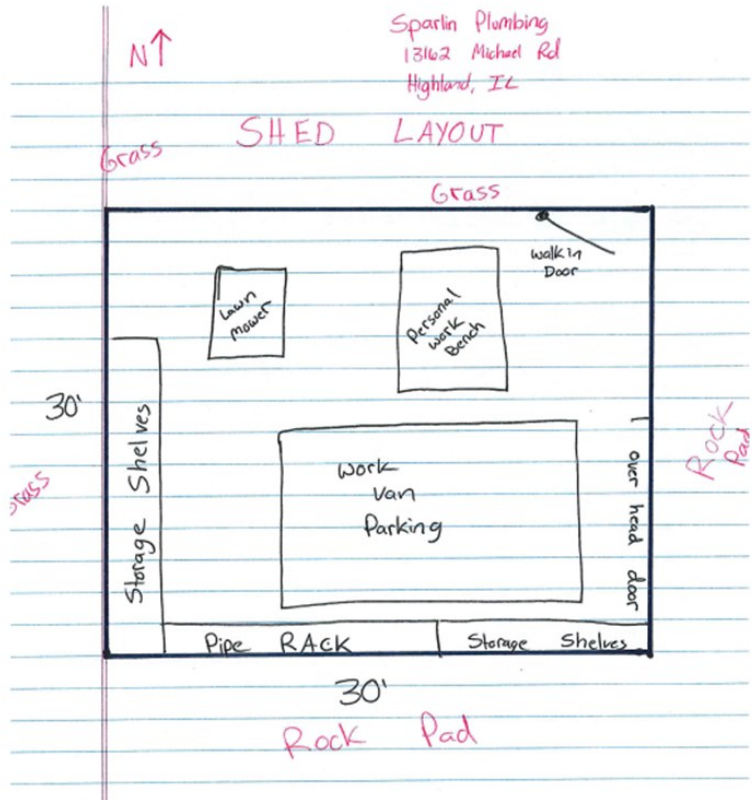 N↑
Sparlin Plumbing
13162 Michael Rd
Highland, IL
SHED LAYOUT
Grass
Grass
Walk in
Door
Lawn
Mower
Personal
Work
Bench
30'
Storage Shelves
Work
Van
Parking
over head door
Rock
Pad
Grass
Pipe RACK
Storage Shelves
30'
Rock Pad